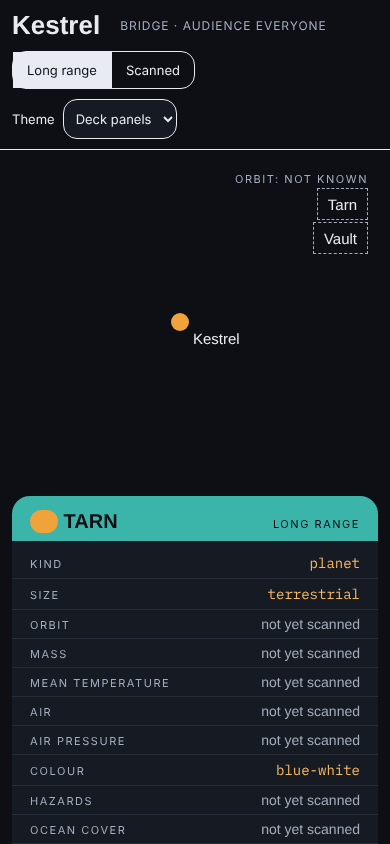 Kestrel BRIDGE · AUDIENCE EVERYONE
Long range Scanned
Theme Deck panels
ORBIT: NOT KNOWN
Tarn
Vault
Kestrel
TARN LONG RANGE
KIND planet
SIZE terrestrial
ORBIT not yet scanned
MASS not yet scanned
MEAN TEMPERATURE not yet scanned
AIR not yet scanned
AIR PRESSURE not yet scanned
COLOUR blue-white
HAZARDS not yet scanned
OCEAN COVER not yet scanned